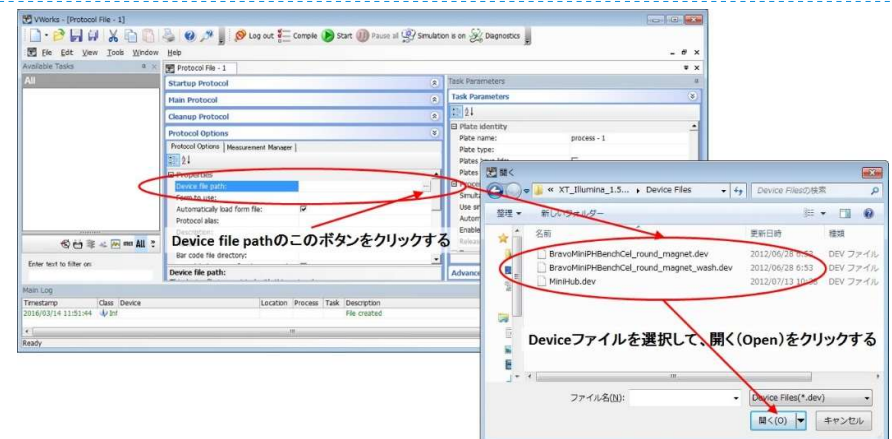 VWorks - [Protocol File - 1]
Log out Compile Start Pause all Simulation is on Diagnostics
File Edit View Tools Window Help
Available Tasks
All
Enter text to filter on:
Protocol File - 1
Startup Protocol
Main Protocol
Cleanup Protocol
Protocol Options
Protocol Options Measurement Manager
Properties
Device file path:
Form to use:
Automatically load form file:
Protocol alias:
Description:
Bar code file directory:
Device file path:
Device file pathのこのボタンをクリックする
Task Parameters
Task Parameters
Plate identity
Plate name: process - 1
Plate type:
Advance
Main Log
Timestamp Class Device Location Process Task Description
2016/03/14 11:51:44 Inf File created
Ready
開く
« XT_Illumina_1.5... Device Files
Device Filesの検索
整理 新しいフォルダー
名前 更新日時 種類
BravoMiniPHBenchCel_round_magnet.dev 2012/06/28 6:53 DEV ファイル
BravoMiniPHBenchCel_round_magnet_wash.dev 2012/06/28 6:53 DEV ファイル
MiniHub.dev 2012/07/13 DEV ファイル
Deviceファイルを選択して、開く(Open)をクリックする
ファイル名(N):
Device Files(*.dev)
開く(O) キャンセル